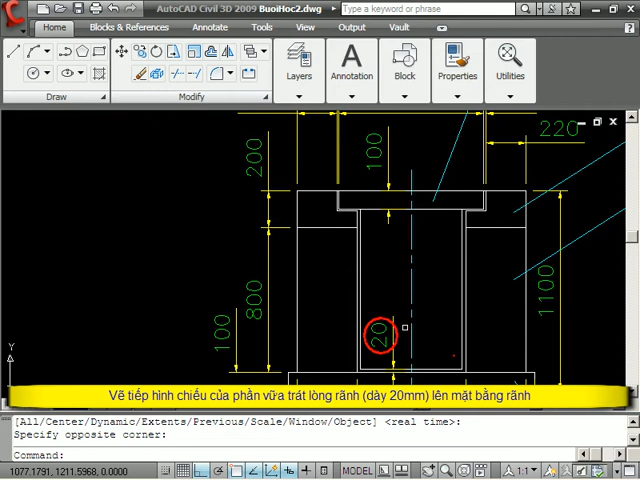 AutoCAD Civil 3D 2009 BuoiHoc2.dwg
Type a keyword or phrase
Home
Blocks & References
Annotate
Insert
Tools
View
Output
Vault
Layers
Annotation
Block
Properties
Utilities
Draw
Modify
220
200
100
800
100
20
1100
Y
Vẽ tiếp hình chiếu của phần vữa trát lòng rãnh (dày 20mm) lên mặt bằng rãnh
[All/Center/Dynamic/Extents/Previous/Scale/Window/Object] <real time>:
Specify opposite corner:
Command:
1077.1791, 1211.5968, 0.0000
MODEL
1:1